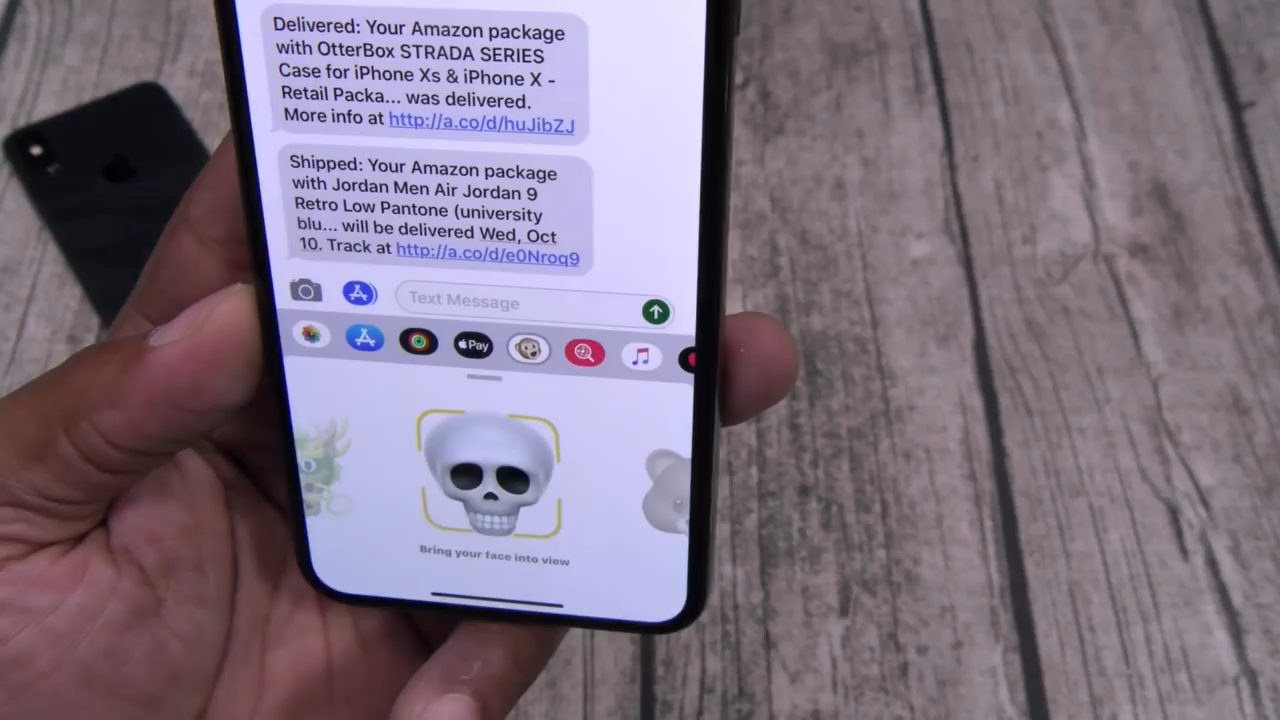 Delivered: Your Amazon package
with OtterBox STRADA SERIES
Case for iPhone Xs & iPhone X -
Retail Packa... was delivered.
More info at http://a.co/d/huJibZJ
Shipped: Your Amazon package
with Jordan Men Air Jordan 9
Retro Low Pantone (university
blu... will be delivered Wed, Oct
10. Track at http://a.co/d/e0Nroq9
Text Message
Pay
Bring your face into view